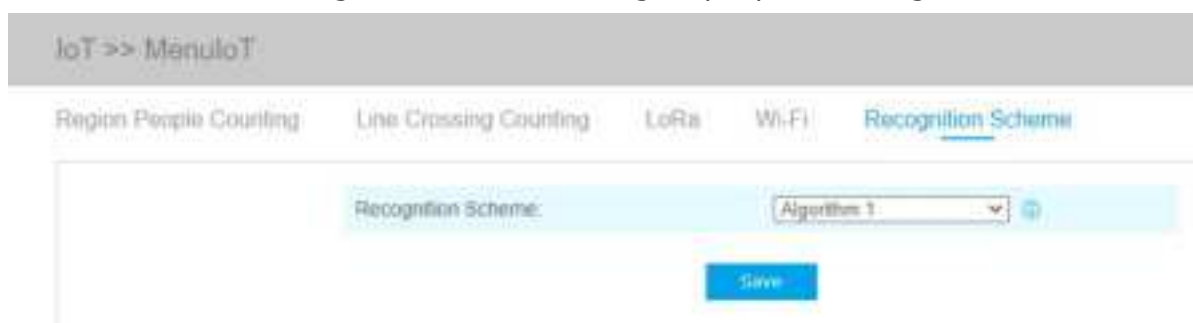 IoT >> MenuIoT
Region People Counting Line Crossing Counting LoRa Wi-Fi Recognition Scheme
Recognition Scheme: Algorithm 1
Save